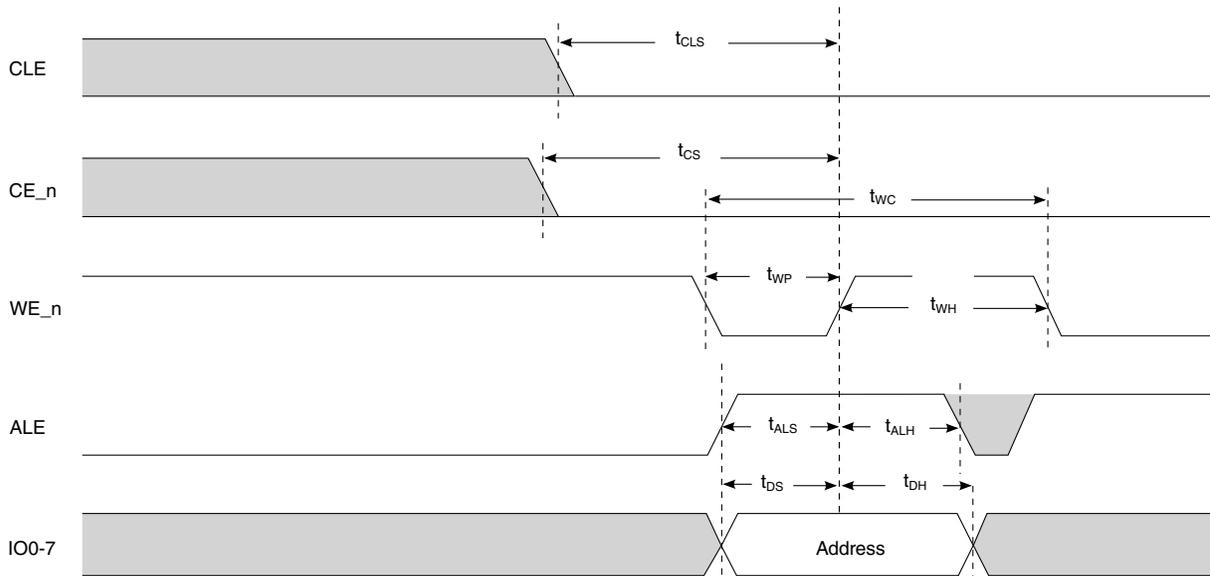 CLE
tCLS
CE_n
tCS
tWC
WE_n
tWP
tWH
ALE
tALS
tALH
tDS
tDH
IO0-7
Address